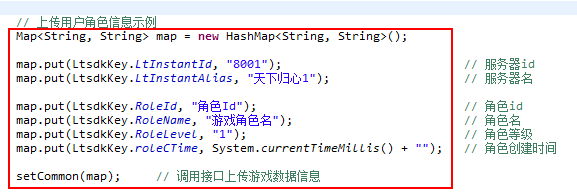 // 上传用户角色信息示例
Map<String, String> map = new HashMap<String, String>();
map.put(LtsdkKey.LtInstantId, "8001"); // 服务器id
map.put(LtsdkKey.LtInstantAlias, "天下归心1"); // 服务器名
map.put(LtsdkKey.RoleId, "角色Id"); // 角色id
map.put(LtsdkKey.RoleName, "游戏角色名"); // 角色名
map.put(LtsdkKey.RoleLevel, "1"); // 角色等级
map.put(LtsdkKey.roleCTime, System.currentTimeMillis() + ""); // 角色创建时间
setCommon(map); // 调用接口上传游戏数据信息